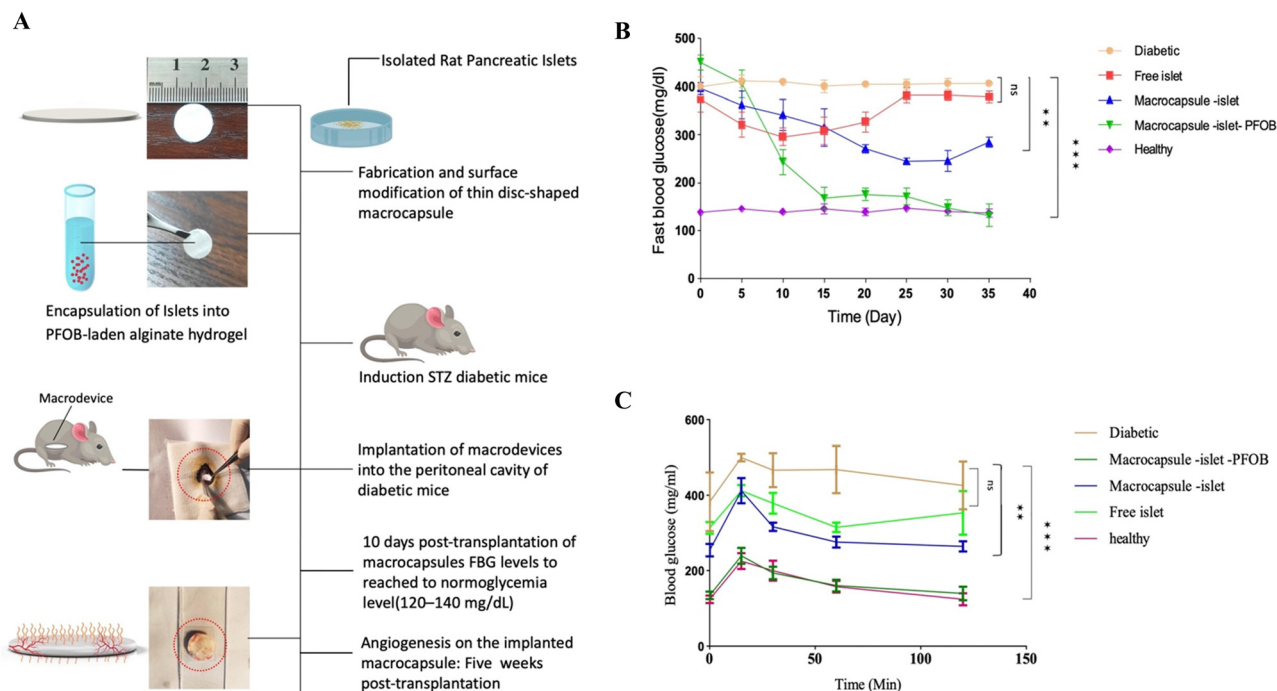 A
mm
1 2 3
Isolated Rat Pancreatic Islets
Fabrication and surface
modification of thin disc-shaped
macrocapsule
Encapsulation of Islets into
PFOB-laden alginate hydrogel
Induction STZ diabetic mice
Macrodevice
Implantation of macrodevices
into the peritoneal cavity of
diabetic mice
10 days post-transplantation of
macrocapsules FBG levels to
reached to normoglycemia
level(120–140 mg/dL)
Angiogenesis on the implanted
macrocapsule: Five weeks
post-transplantation
B
Fast blood glucose(mg/dl)
500
400
300
200
100
0
0 5 10 15 20 25 30 35 40
Time (Day)
ns
**
***
Diabetic
Free islet
Macrocapsule -islet
Macrocapsule -islet- PFOB
Healthy
C
Blood glucose (mg/ml)
600
400
200
0
0 50 100 150
Time (Min)
ns
**
***
Diabetic
Macrocapsule -islet -PFOB
Macrocapsule -islet
Free islet
healthy